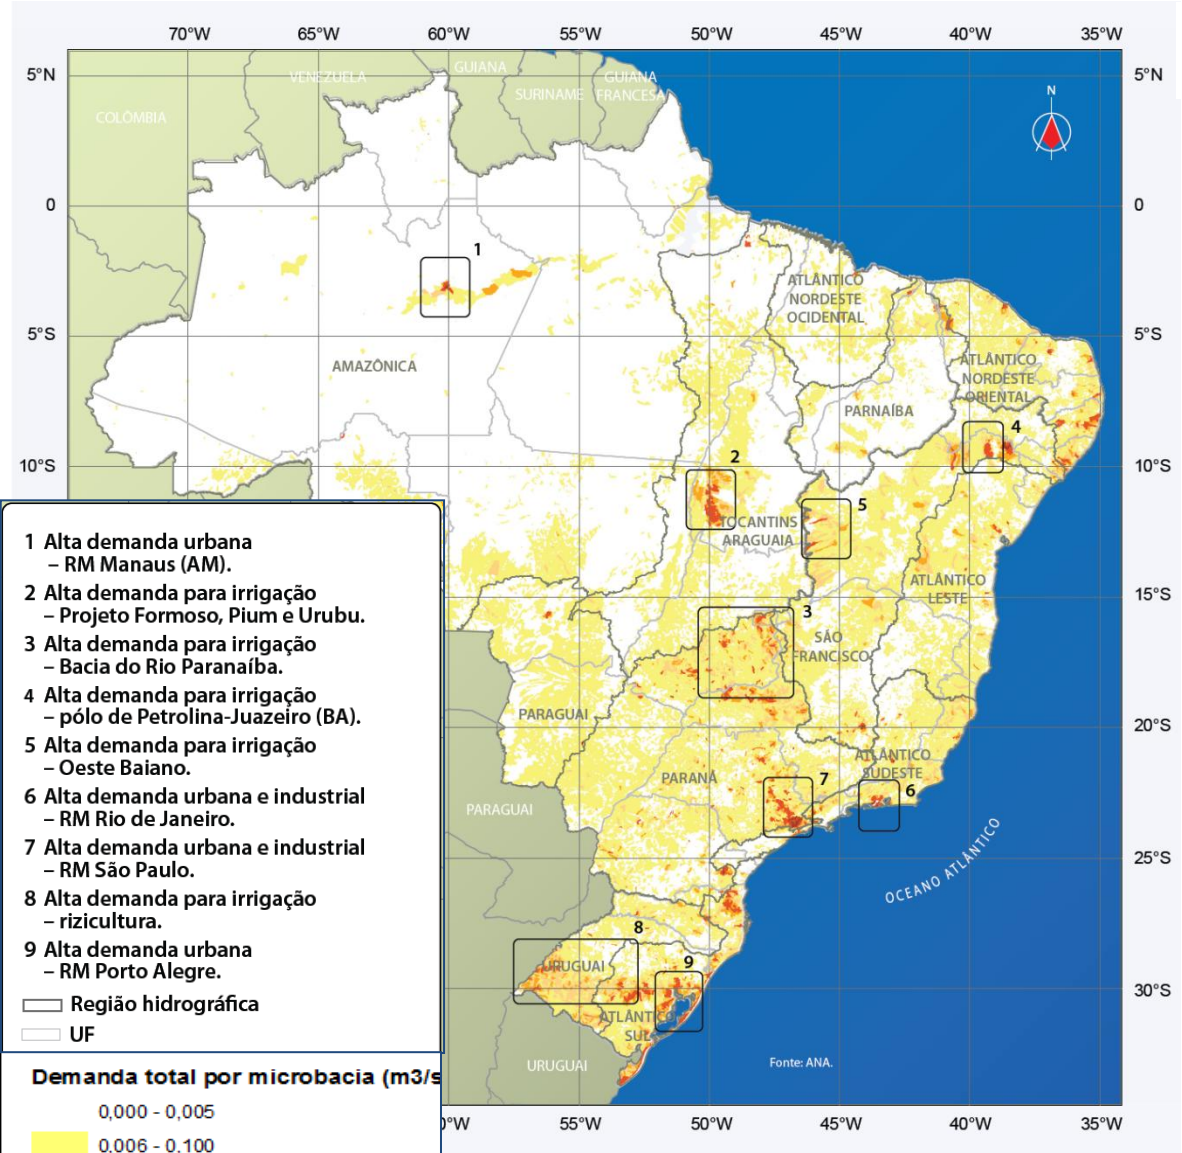 70°W 65°W 60°W 55°W 50°W 45°W 40°W 35°W
5°N
5°N
VENEZUELA
GUIANA
SURINAME
GUIANA
FRANCESA
COLÔMBIA
N
0
0
1
ATLÂNTICO
NORDESTE
OCIDENTAL
5°S
5°S
AMAZÔNICA
ATLÂNTICO
NORDESTE
ORIENTAL
PARNAÍBA
4
2
10°S
10°S
5
TOCANTINS
ARAGUAIA
ATLÂNTICO
LESTE
15°S
3
SÃO
FRANCISCO
PARAGUAI
20°S
ATLÂNTICO
SUDESTE
PARANÁ
7
6
PARAGUAI
OCEANO ATLÂNTICO
25°S
8
URUGUAI
9
30°S
ATLÂNTICO
SUL
URUGUAI
Fonte: ANA.
1 Alta demanda urbana
– RM Manaus (AM).
2 Alta demanda para irrigação
– Projeto Formoso, Pium e Urubu.
3 Alta demanda para irrigação
– Bacia do Rio Paranaíba.
4 Alta demanda para irrigação
– pólo de Petrolina-Juazeiro (BA).
5 Alta demanda para irrigação
– Oeste Baiano.
6 Alta demanda urbana e industrial
– RM Rio de Janeiro.
7 Alta demanda urbana e industrial
– RM São Paulo.
8 Alta demanda para irrigação
– rizicultura.
9 Alta demanda urbana
– RM Porto Alegre.
Região hidrográfica
UF
Demanda total por microbacia (m3/s
0,000 - 0,005
0,006 - 0,100
0°W 55°W 50°W 45°W 40°W 35°W